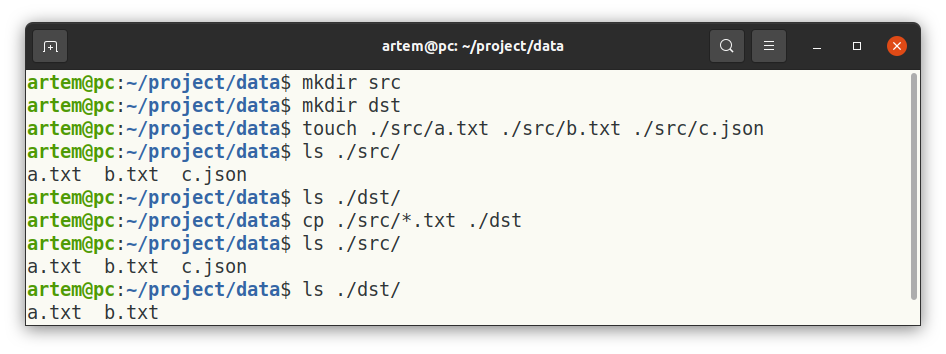 artem@pc: ~/project/data
artem@pc:~/project/data$ mkdir src
artem@pc:~/project/data$ mkdir dst
artem@pc:~/project/data$ touch ./src/a.txt ./src/b.txt ./src/c.json
artem@pc:~/project/data$ ls ./src/
a.txt  b.txt  c.json
artem@pc:~/project/data$ ls ./dst/
artem@pc:~/project/data$ cp ./src/*.txt ./dst
artem@pc:~/project/data$ ls ./src/
a.txt  b.txt  c.json
artem@pc:~/project/data$ ls ./dst/
a.txt  b.txt